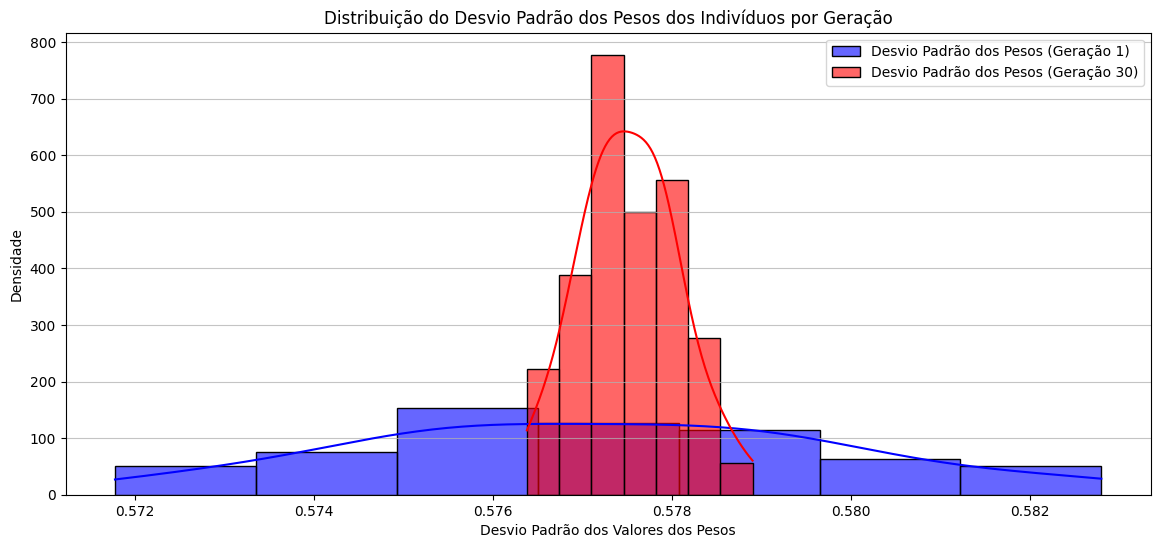 Distribuição do Desvio Padrão dos Pesos dos Indivíduos por Geração
Desvio Padrão dos Pesos (Geração 1)
Desvio Padrão dos Pesos (Geração 30)
800
700
600
500
400
300
200
100
0
Densidade
0.572 0.574 0.576 0.578 0.580 0.582
Desvio Padrão dos Valores dos Pesos